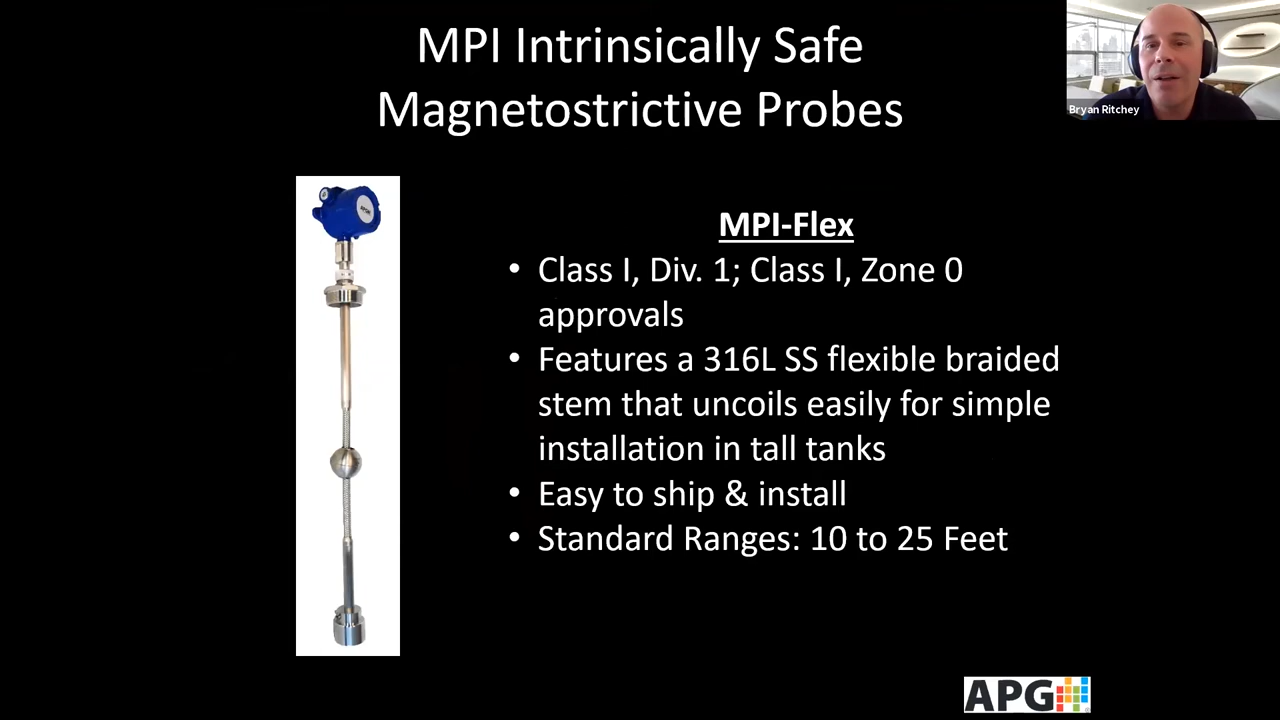 MPI Intrinsically Safe
Magnetostrictive Probes
Bryan Ritchey
APG
MPI-Flex
• Class I, Div. 1; Class I, Zone 0
approvals
• Features a 316L SS flexible braided
stem that uncoils easily for simple
installation in tall tanks
• Easy to ship & install
• Standard Ranges: 10 to 25 Feet
APG